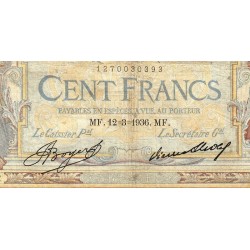 1270030393
CENT FRANCS
PAYABLES EN ESPÈCES A VUE AU PORTEUR
MF. 12-3-1936. MF.
Le Caissier Pal Le Secrétaire Gal